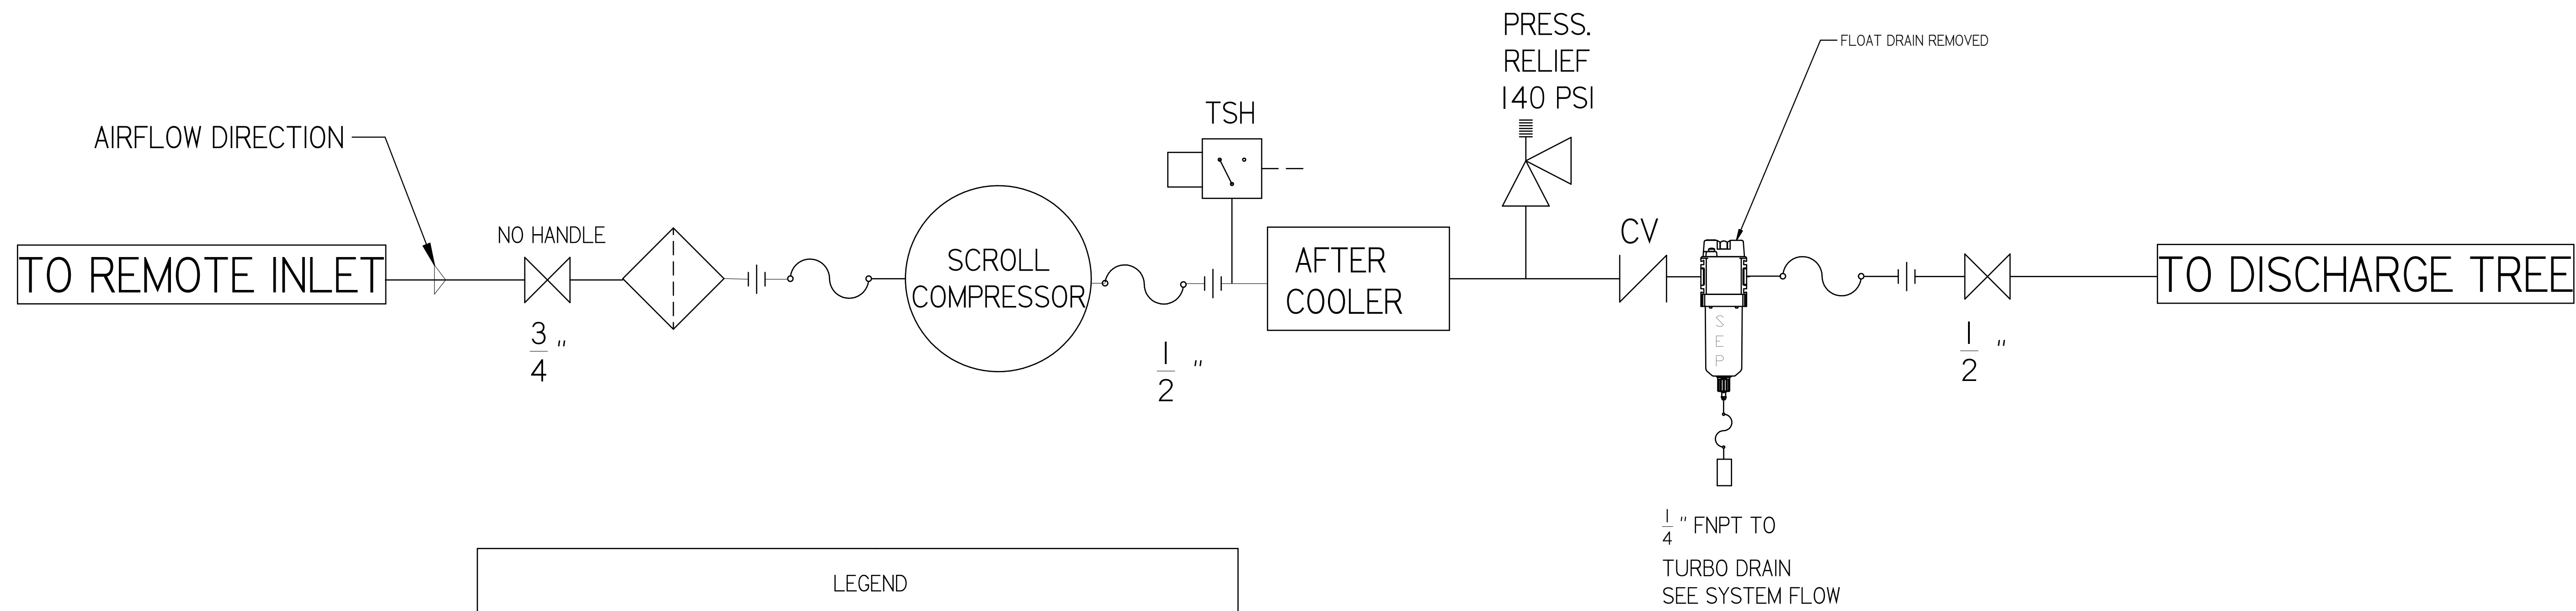 PRESS.
RELIEF
140 PSI
FLOAT DRAIN REMOVED
TSH
AIRFLOW DIRECTION
NO HANDLE
CV
TO REMOTE INLET
SCROLL
COMPRESSOR
AFTER
COOLER
TO DISCHARGE TREE
S
E
P
3/4 "
1/2 "
1/2 "
1/4 " FNPT TO
TURBO DRAIN
SEE SYSTEM FLOW
LEGEND